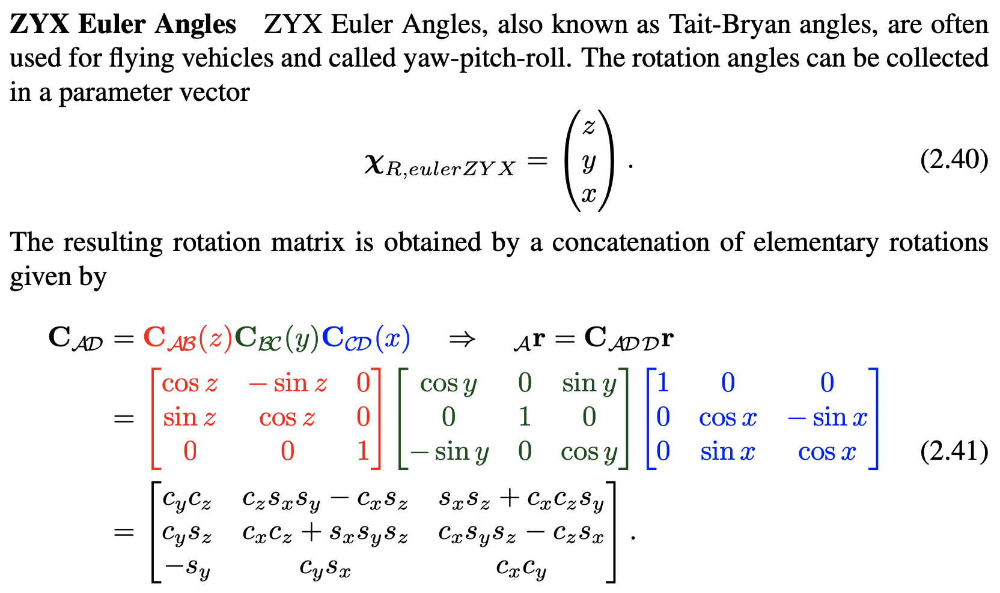 ZYX Euler Angles ZYX Euler Angles, also known as Tait-Bryan angles, are often
used for flying vehicles and called yaw-pitch-roll. The rotation angles can be collected
in a parameter vector
$\boldsymbol{\chi}_{R,eulerZYX} = \begin{pmatrix} z \\ y \\ x \end{pmatrix}.$ (2.40)
The resulting rotation matrix is obtained by a concatenation of elementary rotations
given by
$\mathbf{C}_{\mathcal{AD}} = \mathbf{C}_{\mathcal{AB}}(z)\mathbf{C}_{\mathcal{BC}}(y)\mathbf{C}_{\mathcal{CD}}(x) \quad \Rightarrow \quad {}_{\mathcal{A}}\mathbf{r} = \mathbf{C}_{\mathcal{AD}}{}_{\mathcal{D}}\mathbf{r}$
$= \begin{bmatrix} \cos z & -\sin z & 0 \\ \sin z & \cos z & 0 \\ 0 & 0 & 1 \end{bmatrix} \begin{bmatrix} \cos y & 0 & \sin y \\ 0 & 1 & 0 \\ -\sin y & 0 & \cos y \end{bmatrix} \begin{bmatrix} 1 & 0 & 0 \\ 0 & \cos x & -\sin x \\ 0 & \sin x & \cos x \end{bmatrix}$ (2.41)
$= \begin{bmatrix} c_y c_z & c_z s_x s_y - c_x s_z & s_x s_z + c_x c_z s_y \\ c_y s_z & c_x c_z + s_x s_y s_z & c_x s_y s_z - c_z s_x \\ -s_y & c_y s_x & c_x c_y \end{bmatrix}.$